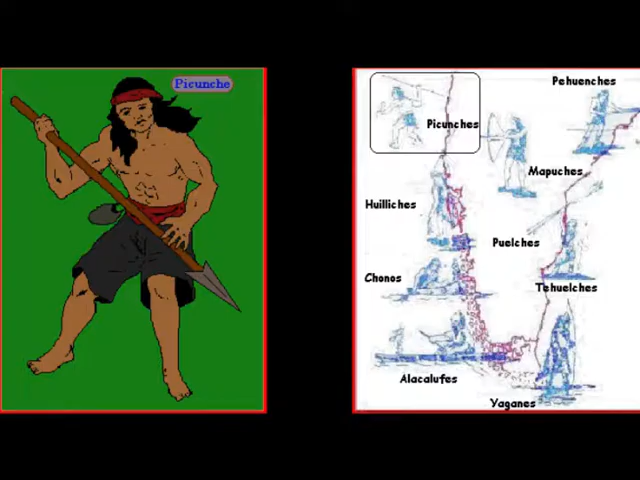 Picunche
Pehuenches
Picunches
Mapuches
Huilliches
Puelches
Chonos
Tehuelches
Alacalufes
Yaganes